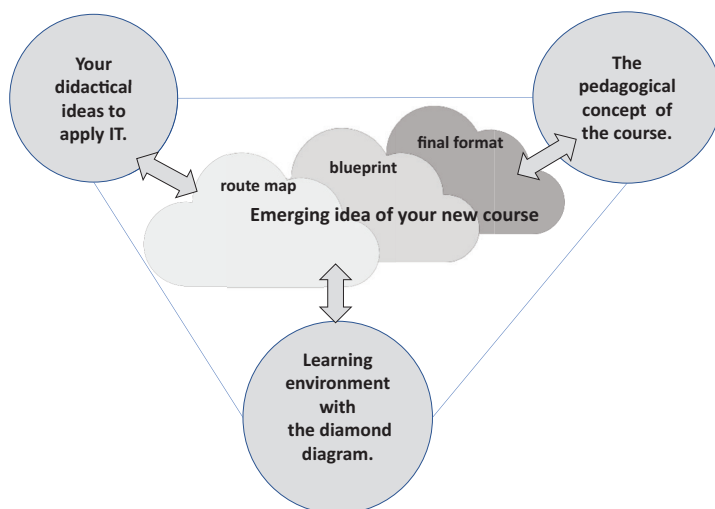 Your
didactical
ideas to
apply IT.
The
pedagogical
concept of
the course.
final format
blueprint
route map
Emerging idea of your new course
Learning
environment
with
the diamond
diagram.